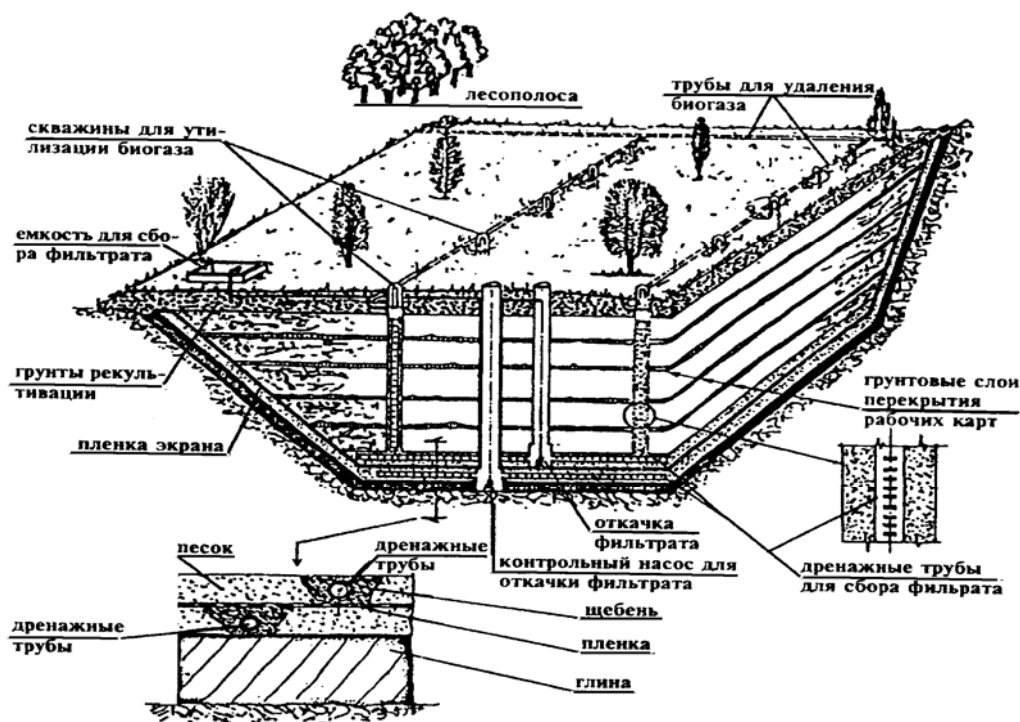 лесополоса
трубы для удаления
биогаза
скважины для ути-
лизации биогаза
емкость для сбо-
ра фильтрата
грунты рекуль-
тивации
пленка экрана
грунтовые слои
перекрытия
рабочих карт
откачка
фильтрата
песок
дренажные
трубы
контрольный насос для
откачки фильтрата
дренажные трубы
для сбора фильрата
щебень
дренажные
трубы
пленка
глина